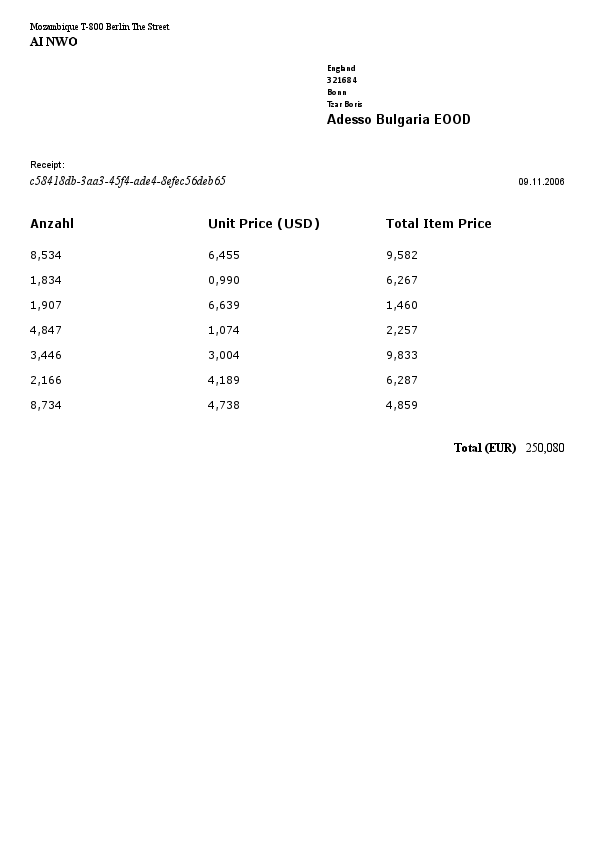 Mozambique T-800 Berlin The Street
AI NWO
England
321684
Bonn
Tzar Boris
Adesso Bulgaria EOOD
Receipt:
c58418db-3aa3-45f4-ade4-8efec56deb65 09.11.2006
Anzahl Unit Price (USD) Total Item Price
8,534 6,455 9,582
1,834 0,990 6,267
1,907 6,639 1,460
4,847 1,074 2,257
3,446 3,004 9,833
2,166 4,189 6,287
8,734 4,738 4,859
Total (EUR) 250,080